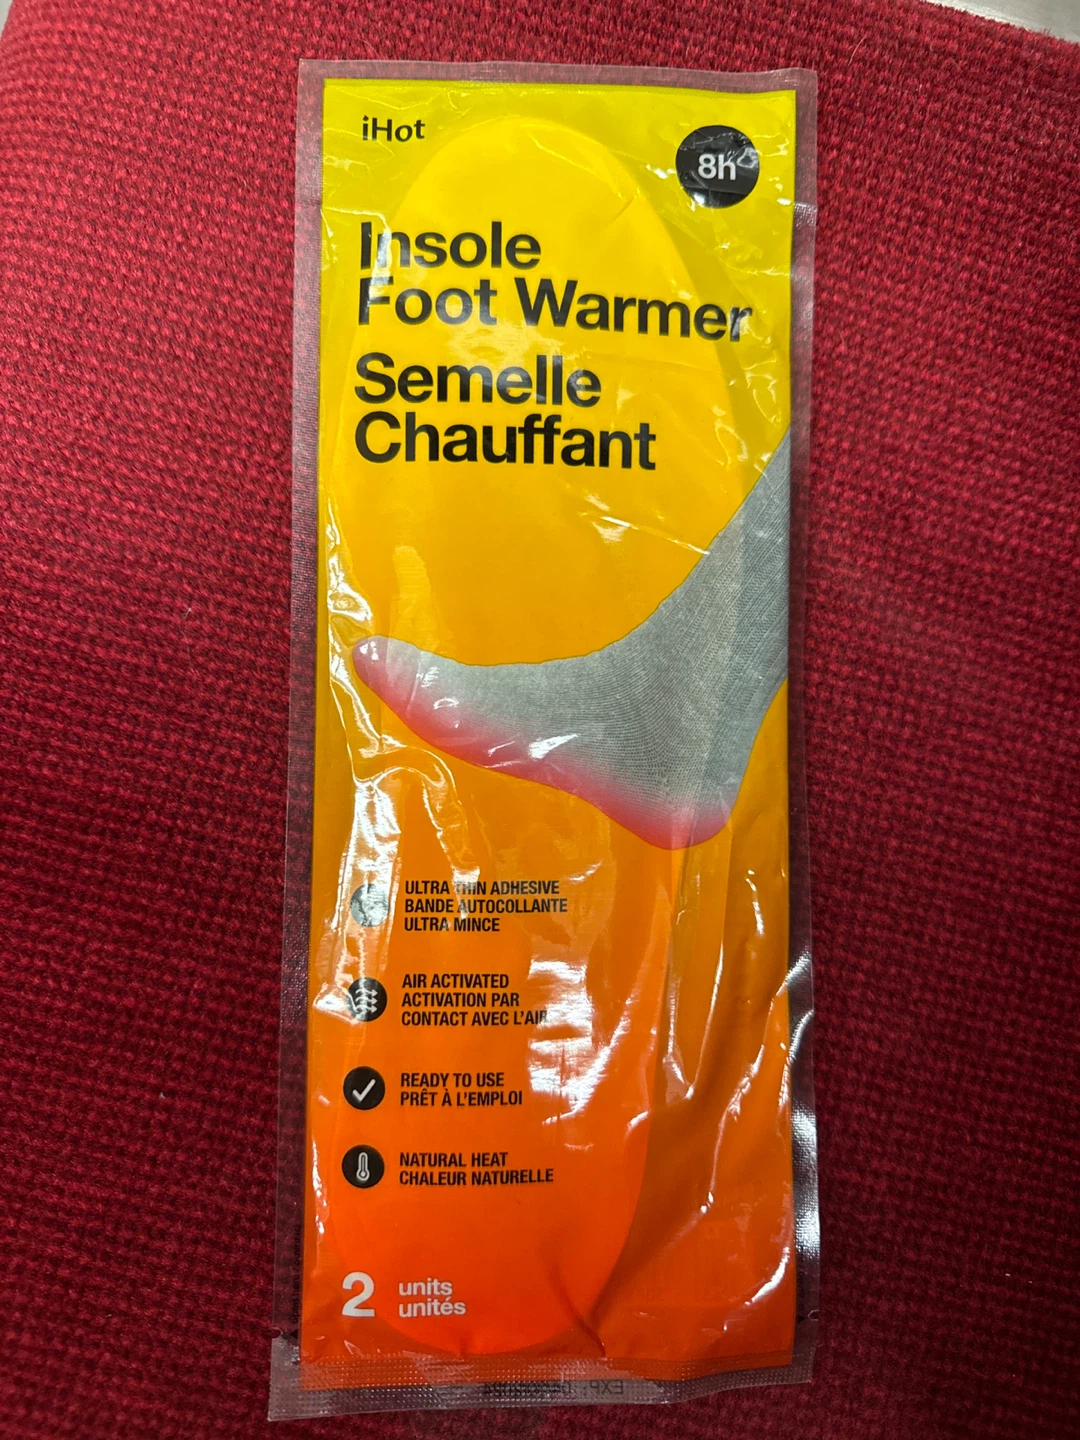 iHot
8h
Insole
Foot Warmer
Semelle
Chauffant
ULTRA THIN ADHESIVE
BANDE AUTOCOLLANTE
ULTRA MINCE
AIR ACTIVATED
ACTIVATION PAR
CONTACT AVEC L'AIR
READY TO USE
PRÊT À L'EMPLOI
NATURAL HEAT
CHALEUR NATURELLE
2 units
unités
EXP: